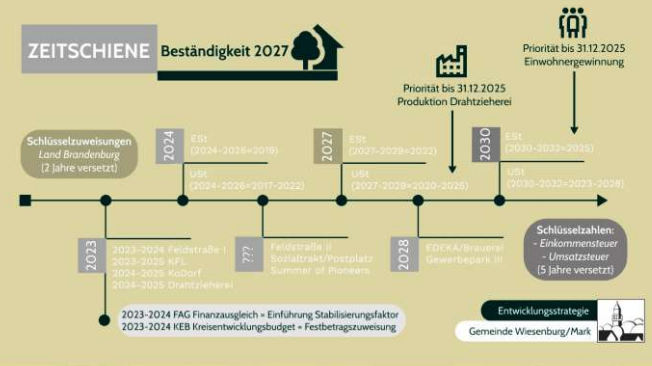 ZEITSCHIENE Beständigkeit 2027
Priorität bis 31.12.2025
Einwohnergewinnung
Priorität bis 31.12.2025
Produktion Drahtzieherei
Schlüsselzuweisungen
Land Brandenburg
(2 Jahre versetzt)
2024
ESt
(2024-2026=2019)
USt
(2024-2026=2017-2022)
2027
ESt
(2027-2029=2022)
USt
(2027-2029=2020-2025)
2030
ESt
(2030-2032=2025)
USt
(2030-2032=2023-2028)
2023
2023-2024 Feldstraße I
2023-2025 KFL
2024-2025 KoDorf
2024-2025 Drahtzieherei
???
Feldstraße II
Sozialtrakt/Postplatz
Summer of Pioneers
2028
EDEKA/Brauerei
Gewerbepark III
Schlüsselzahlen:
- Einkommensteuer
- Umsatzsteuer
(5 Jahre versetzt)
2023-2024 FAG Finanzausgleich = Einführung Stabilisierungsfaktor
2023-2024 KEB Kreisentwicklungsbudget = Festbetragszuweisung
Entwicklungsstrategie
Gemeinde Wiesenburg/Mark